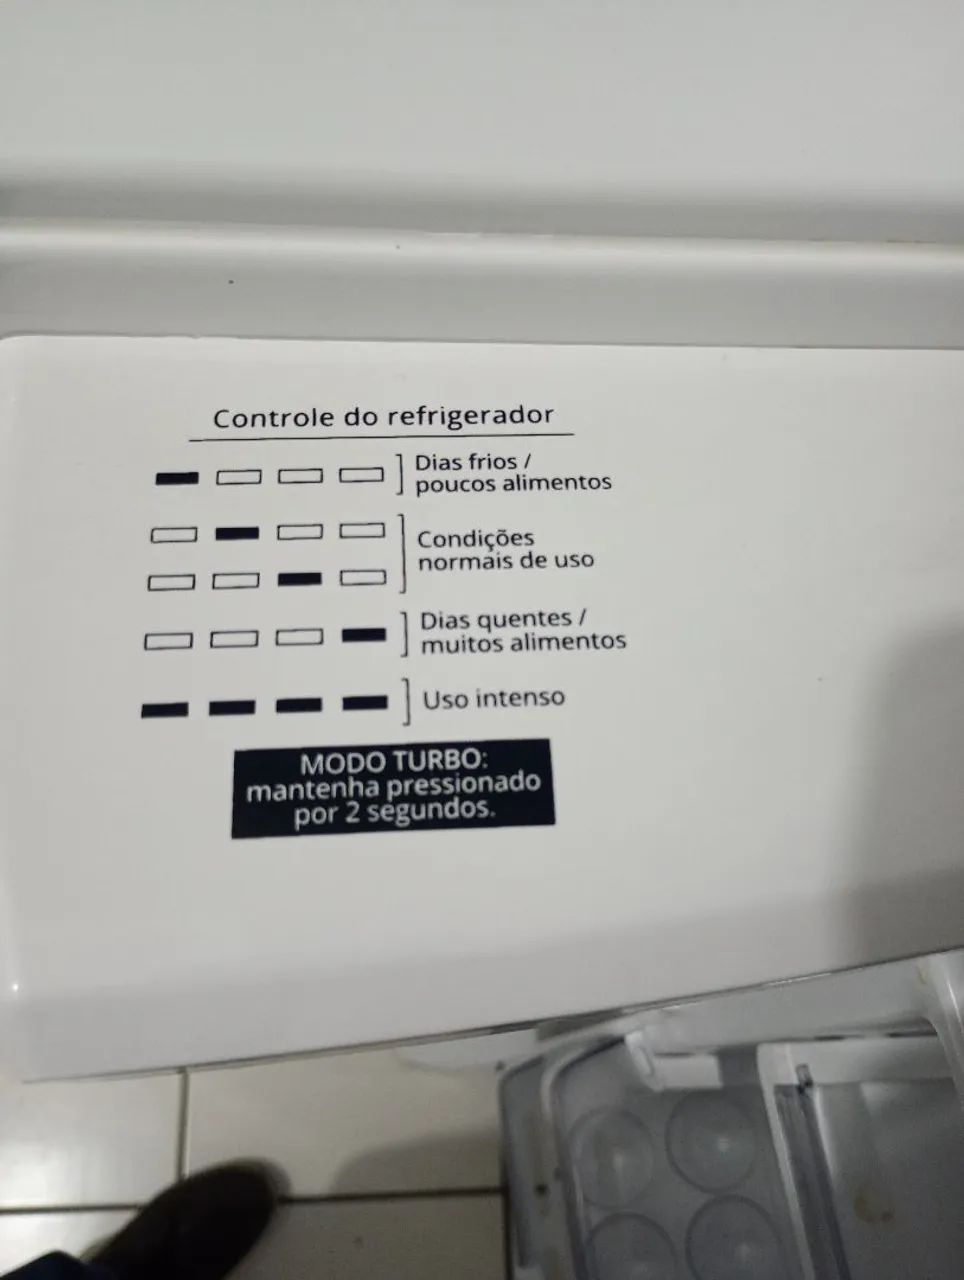 Controle do refrigerador
Dias frios /
poucos alimentos
Condições
normais de uso
Dias quentes /
muitos alimentos
Uso intenso
MODO TURBO:
mantenha pressionado
por 2 segundos.